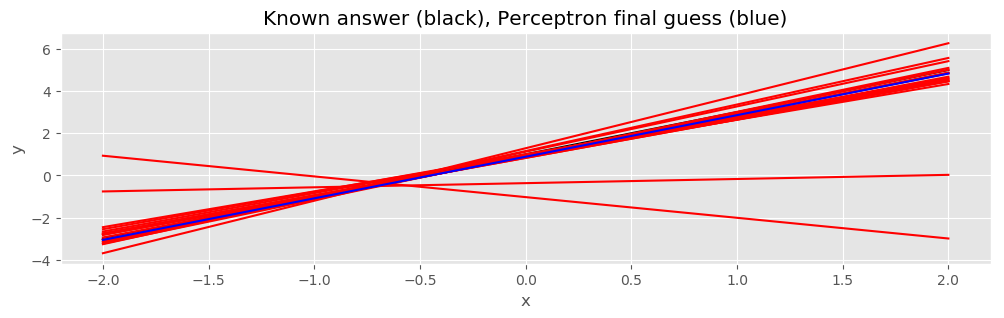 Known answer (black), Perceptron final guess (blue)
y
6
4
2
0
−2
−4
−2.0 −1.5 −1.0 −0.5 0.0 0.5 1.0 1.5 2.0
x